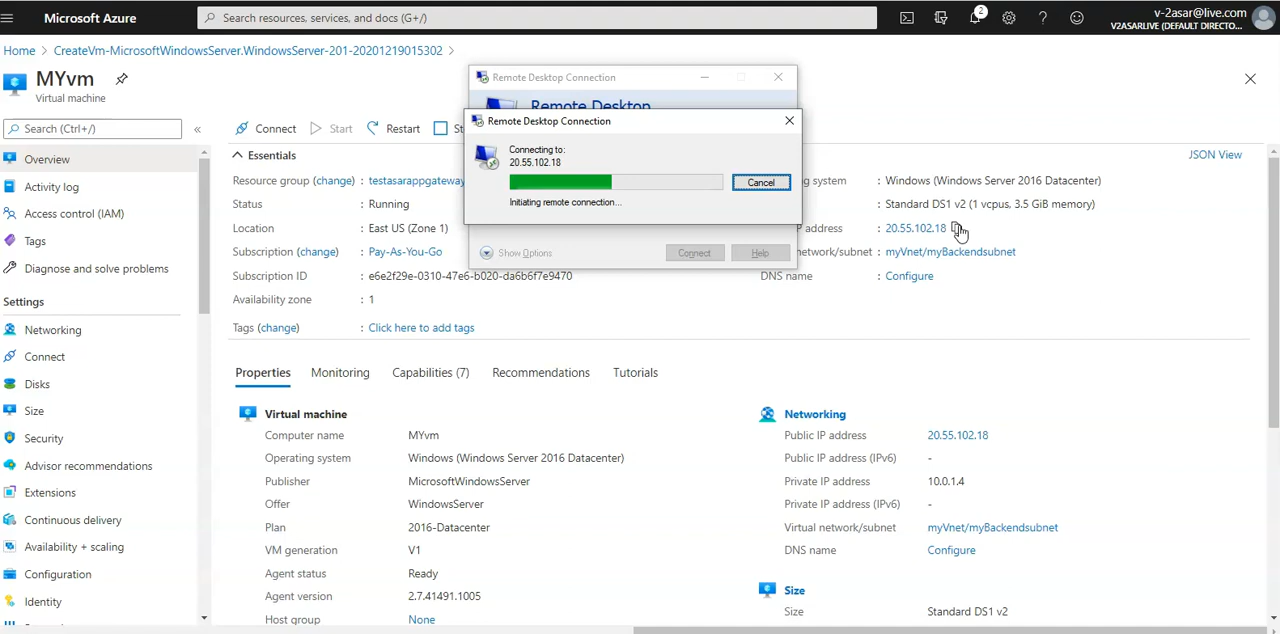 Microsoft Azure
Search resources, services, and docs (G+/)
2
v-2asar@live.com
V2ASARLIVE (DEFAULT DIRECTO...
Home > CreateVm-MicrosoftWindowsServer.WindowsServer-201-20201219015302 >
MYvm
Virtual machine
Search (Ctrl+/)
«
Overview
Activity log
Access control (IAM)
Tags
Diagnose and solve problems
Settings
Networking
Connect
Disks
Size
Security
Advisor recommendations
Extensions
Continuous delivery
Availability + scaling
Configuration
Identity
Connect
Start
Restart
Essentials
JSON View
Resource group (change) : testasarappgateway
Status : Running
Location : East US (Zone 1)
Subscription (change) : Pay-As-You-Go
Subscription ID : e6e2f29e-0310-47e6-b020-da6b6f7e9470
Availability zone : 1
Tags (change) : Click here to add tags
system : Windows (Windows Server 2016 Datacenter)
: Standard DS1 v2 (1 vcpus, 3.5 GiB memory)
address : 20.55.102.18
network/subnet : myVnet/myBackendsubnet
DNS name : Configure
Remote Desktop Connection
Remote Desktop
Remote Desktop Connection
Connecting to:
20.55.102.18
Cancel
Initiating remote connection...
Show Options
Connect
Help
Properties
Monitoring
Capabilities (7)
Recommendations
Tutorials
Virtual machine
Computer name MYvm
Operating system Windows (Windows Server 2016 Datacenter)
Publisher MicrosoftWindowsServer
Offer WindowsServer
Plan 2016-Datacenter
VM generation V1
Agent status Ready
Agent version 2.7.41491.1005
Host group None
Networking
Public IP address 20.55.102.18
Public IP address (IPv6) -
Private IP address 10.0.1.4
Private IP address (IPv6) -
Virtual network/subnet myVnet/myBackendsubnet
DNS name Configure
Size
Size Standard DS1 v2